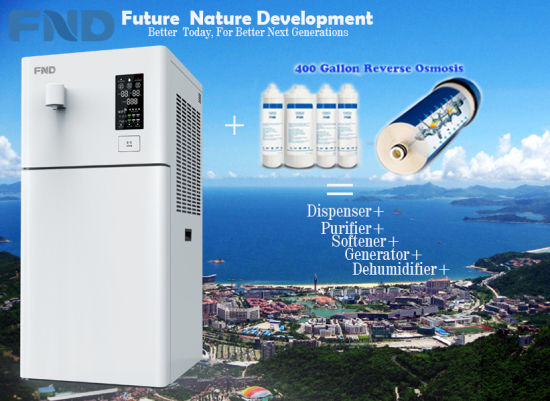 FND
Future Nature Development
Better Today, For Better Next Generations
FND
400 Gallon Reverse Osmosis
+
=
Dispenser+
Purifier+
Softener+
Generator+
Dehumidifier+